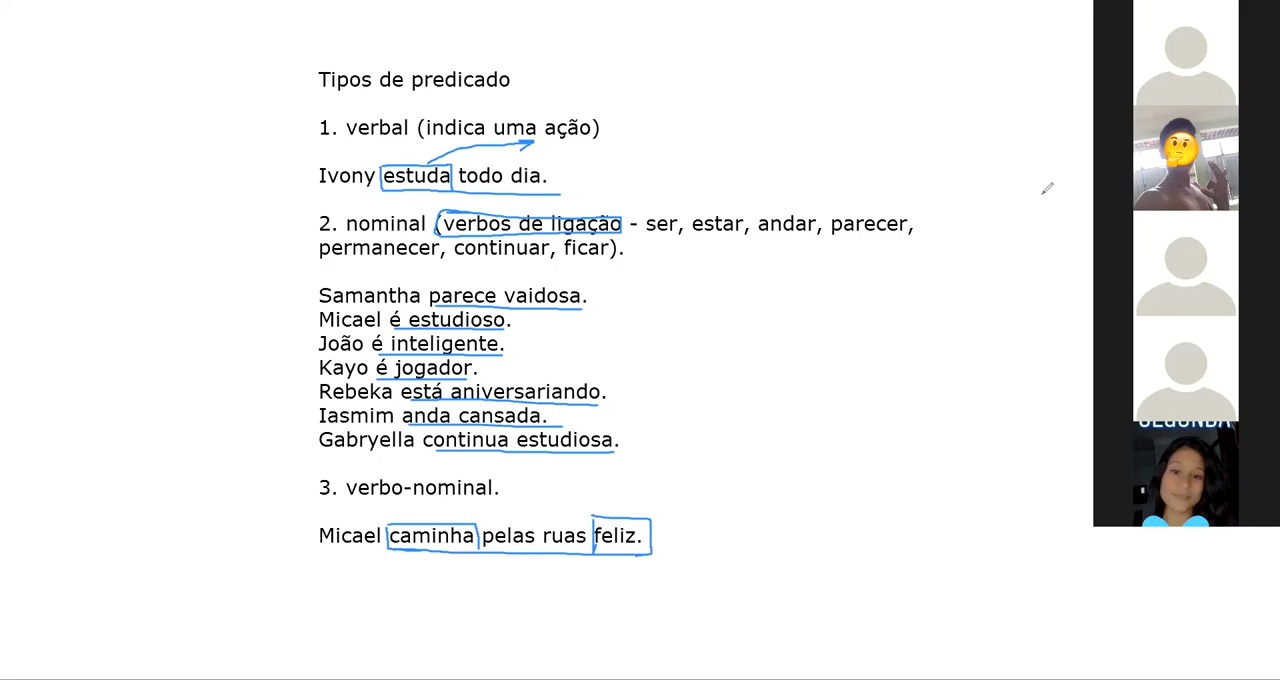 Tipos de predicado
1. verbal (indica uma ação)
Ivony estuda todo dia.
2. nominal (verbos de ligação - ser, estar, andar, parecer,
permanecer, continuar, ficar).
Samantha parece vaidosa.
Micael é estudioso.
João é inteligente.
Kayo é jogador.
Rebeka está aniversariando.
Iasmim anda cansada.
Gabryella continua estudiosa.
3. verbo-nominal.
Micael caminha pelas ruas feliz.
SEGUNDA